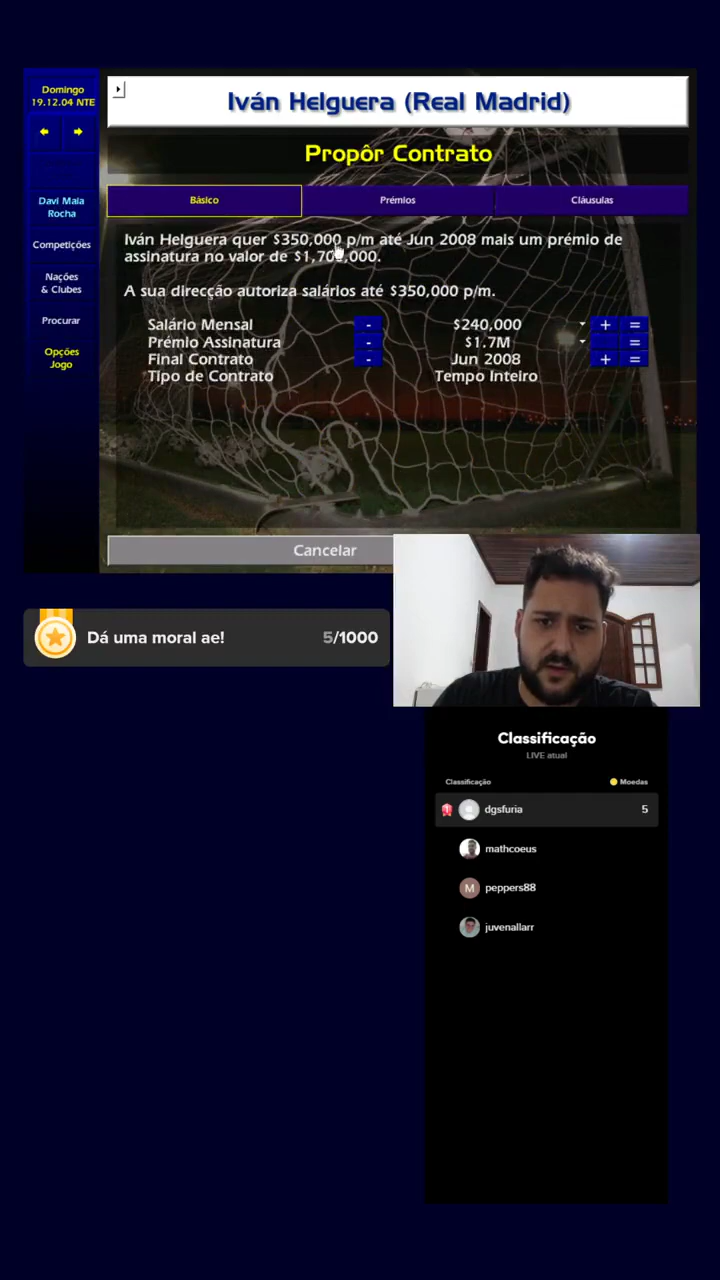 Domingo
19.12.04 NTE
Iván Helguera (Real Madrid)
Propôr Contrato
Davi Maia
Rocha
Competições
Nações
& Clubes
Procurar
Opções
Jogo
Básico
Prémios
Cláusulas
Iván Helguera quer $350,000 p/m até Jun 2008 mais um prémio de
assinatura no valor de $1,700,000.
A sua direcção autoriza salários até $350,000 p/m.
Salário Mensal - $240,000 + =
Prémio Assinatura - $1.7M =
Final Contrato - Jun 2008 + =
Tipo de Contrato Tempo Inteiro
Cancelar
Dá uma moral ae! 5/1000
Classificação
LIVE atual
Classificação Moedas
1 dgsfuria 5
mathcoeus
M peppers88
juvenallarr